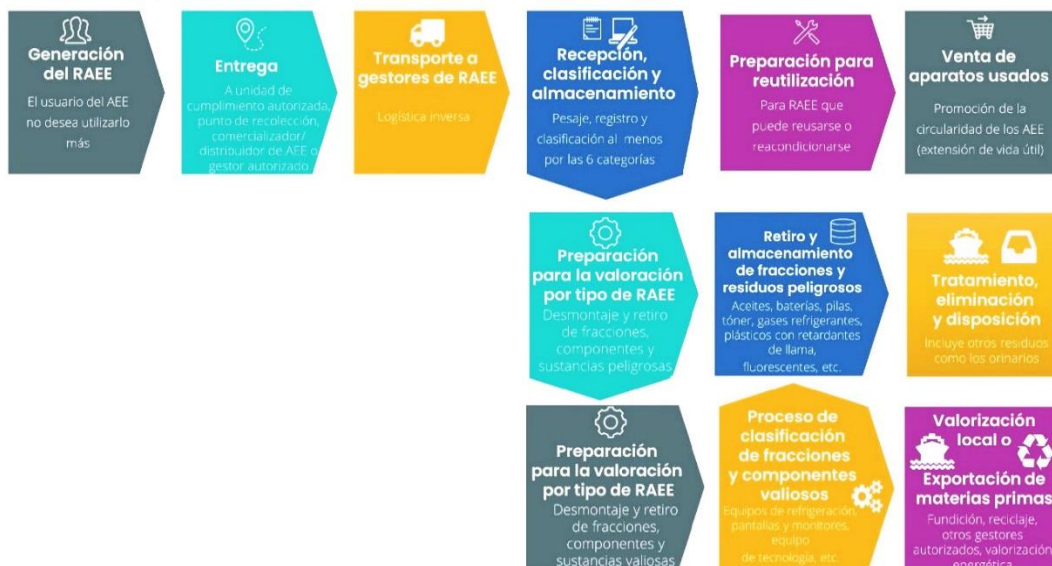 Generación
del RAEE
El usuario del AEE
no desea utilizarlo
más
Entrega
A unidad de
cumplimiento autorizada,
punto de recolección,
comercializador/
distribuidor de AEE o
gestor autorizado
Transporte a
gestores de RAEE
Logística inversa
Recepción,
clasificación y
almacenamiento
Pesaje, registro y
clasificación al menos
por las 6 categorías
Preparación para
reutilización
Para RAEE que
puede reusarse o
reacondicionarse
Venta de
aparatos usados
Promoción de la
circularidad de los AEE
(extensión de vida útil)
Preparación
para la valoración
por tipo de RAEE
Desmontaje y retiro
de fracciones,
componentes y
sustancias peligrosas
Retiro y
almacenamiento
de fracciones y
residuos peligrosos
Aceites, baterías, pilas,
tóner, gases refrigerantes,
plásticos con retardantes
de llama,
fluorescentes, etc.
Tratamiento,
eliminación
y disposición
Incluye otros residuos
como los orinarios
Preparación
para la valoración
por tipo de RAEE
Desmontaje y retiro
de fracciones,
componentes y
sustancias valiosas
Proceso de
clasificación
de fracciones
y componentes
valiosos
Equipos de refrigeración,
pantallas y monitores,
equipo
de tecnología, etc.
Valorización
local o
Exportación de
materias primas
Fundición, reciclaje,
otros gestores
autorizados, valorización
energética